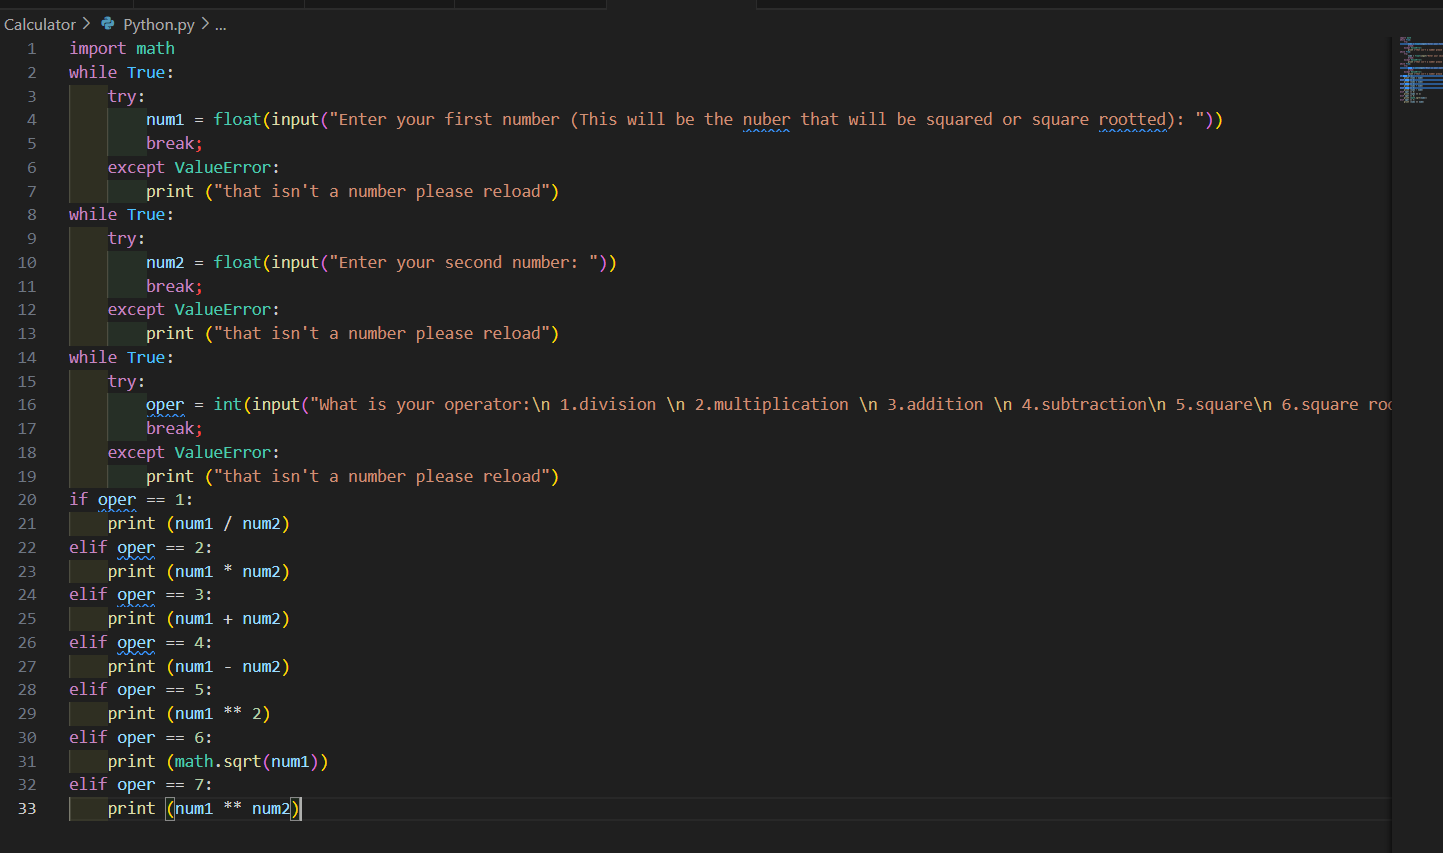 Calculator > Python.py > ...
1 import math
2 while True:
3     try:
4         num1 = float(input("Enter your first number (This will be the nuber that will be squared or square rootted): "))
5         break;
6     except ValueError:
7         print ("that isn't a number please reload")
8 while True:
9     try:
10         num2 = float(input("Enter your second number: "))
11         break;
12     except ValueError:
13         print ("that isn't a number please reload")
14 while True:
15     try:
16         oper = int(input("What is your operator:\n 1.division \n 2.multiplication \n 3.addition \n 4.subtraction\n 5.square\n 6.square roo
17         break;
18     except ValueError:
19         print ("that isn't a number please reload")
20 if oper == 1:
21     print (num1 / num2)
22 elif oper == 2:
23     print (num1 * num2)
24 elif oper == 3:
25     print (num1 + num2)
26 elif oper == 4:
27     print (num1 - num2)
28 elif oper == 5:
29     print (num1 ** 2)
30 elif oper == 6:
31     print (math.sqrt(num1))
32 elif oper == 7:
33     print (num1 ** num2)